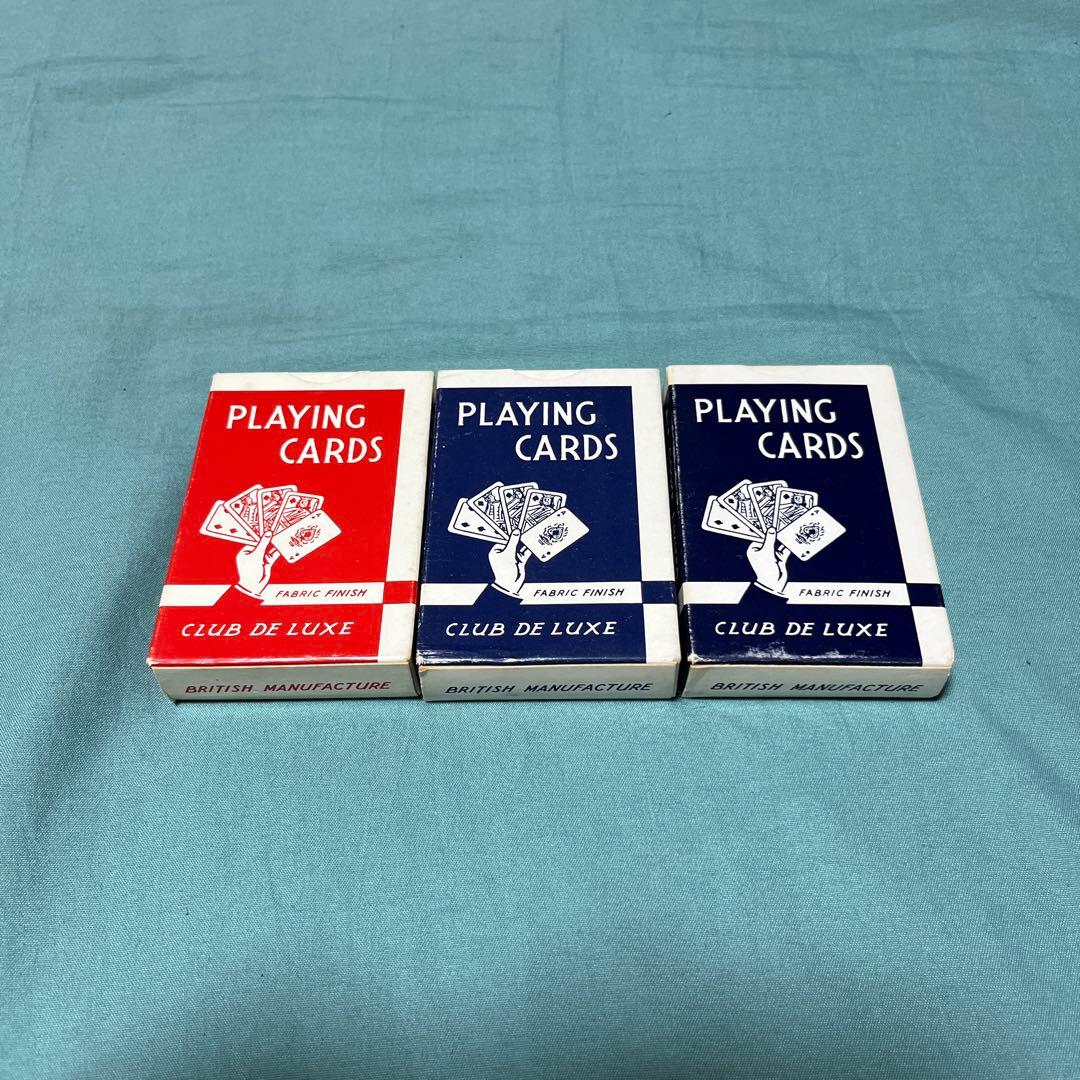 PLAYING
CARDS
FABRIC FINISH
CLUB DE LUXE
BRITISH MANUFACTURE
PLAYING
CARDS
FABRIC FINISH
CLUB DE LUXE
BRITISH MANUFACTURE
PLAYING
CARDS
FABRIC FINISH
CLUB DE LUXE
BRITISH MANUFACTURE